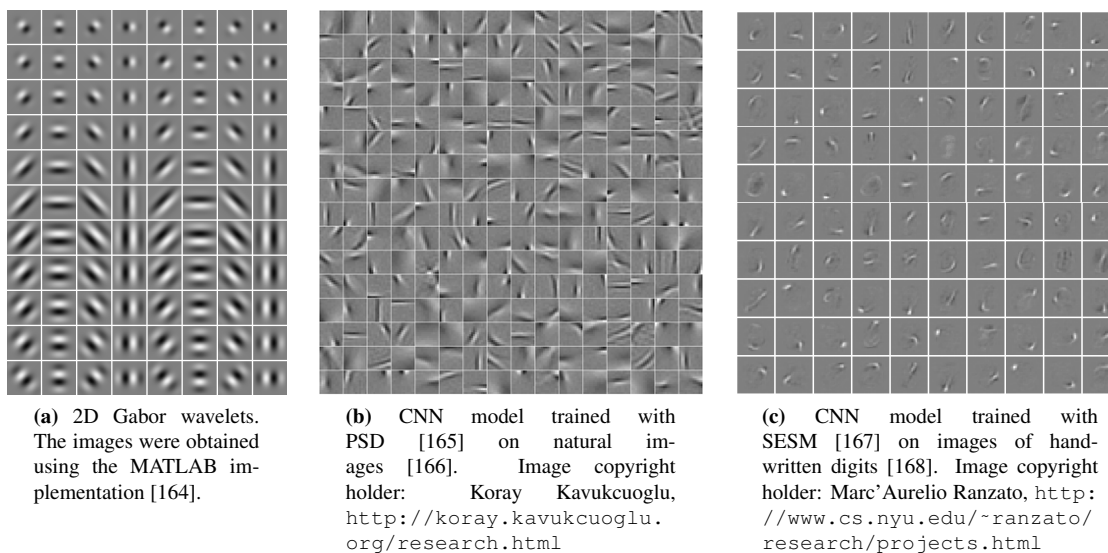 (a) 2D Gabor wavelets.
The images were obtained
using the MATLAB im-
plementation [164].
(b) CNN model trained with
PSD [165] on natural im-
ages [166]. Image copyright
holder: Koray Kavukcuoglu,
http://koray.kavukcuoglu.
org/research.html
(c) CNN model trained with
SESM [167] on images of hand-
written digits [168]. Image copyright
holder: Marc'Aurelio Ranzato, http:
//www.cs.nyu.edu/~ranzato/
research/projects.html